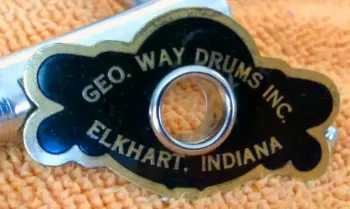 GEO. WAY DRUMS INC.
ELKHART, INDIANA